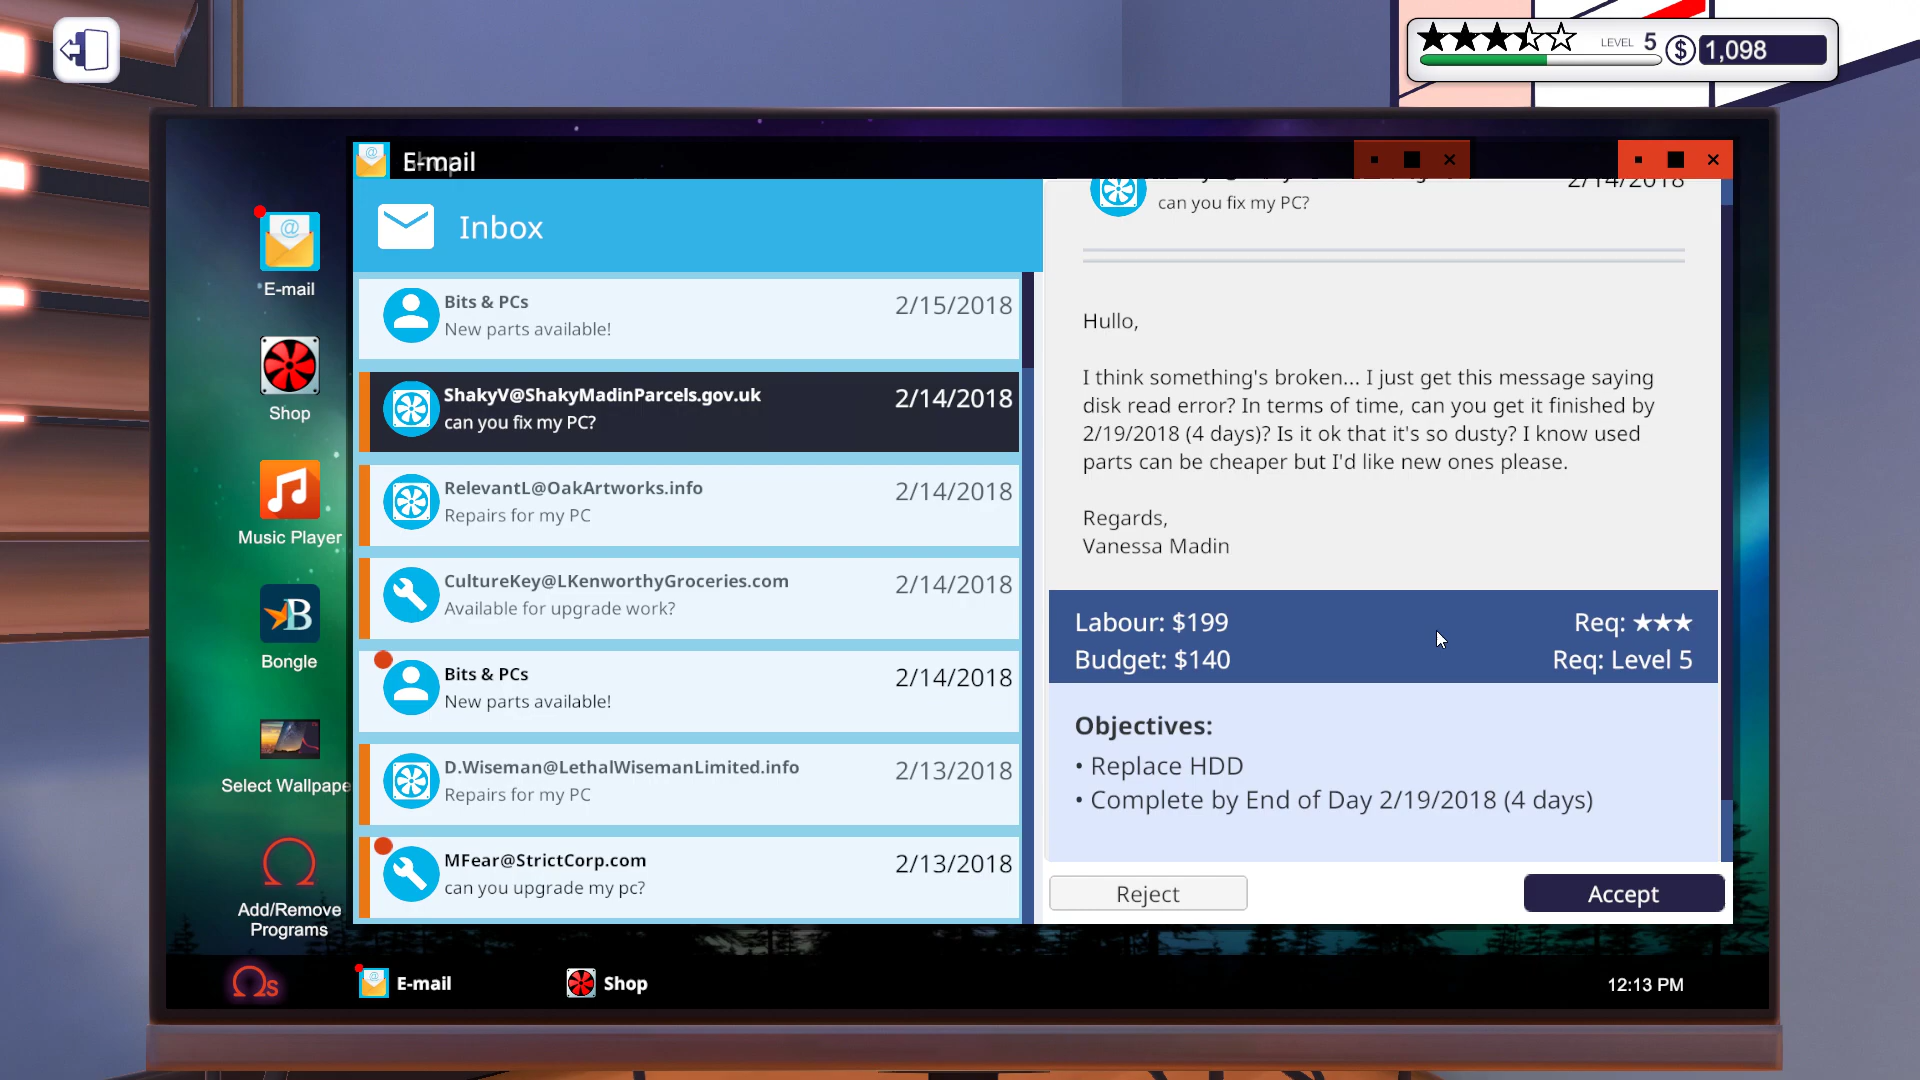 LEVEL 5 $ 1,098
E-mail
Inbox
Bits & PCs
2/15/2018
New parts available!
ShakyV@ShakyMadinParcels.gov.uk
2/14/2018
can you fix my PC?
RelevantL@OakArtworks.info
2/14/2018
Repairs for my PC
CultureKey@LKenworthyGroceries.com
2/14/2018
Available for upgrade work?
Bits & PCs
2/14/2018
New parts available!
D.Wiseman@LethalWisemanLimited.info
2/13/2018
Repairs for my PC
MFear@StrictCorp.com
2/13/2018
can you upgrade my pc?
2/14/2018
can you fix my PC?
Hullo,
I think something's broken... I just get this message saying
disk read error? In terms of time, can you get it finished by
2/19/2018 (4 days)? Is it ok that it's so dusty? I know used
parts can be cheaper but I'd like new ones please.
Regards,
Vanessa Madin
Labour: $199
Req: ★★★
Budget: $140
Req: Level 5
Objectives:
• Replace HDD
• Complete by End of Day 2/19/2018 (4 days)
Reject
Accept
E-mail
Shop
Music Player
B
Bongle
Select Wallpape
Add/Remove
Programs
Ωs
E-mail
Shop
12:13 PM